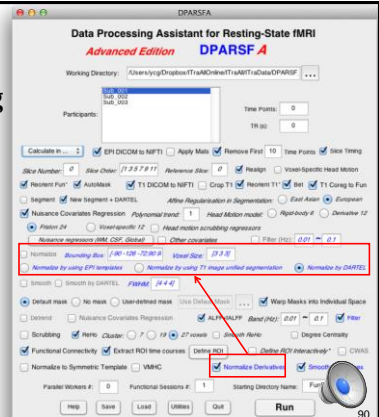 DPARSFA
Data Processing Assistant for Resting-State fMRI
Advanced Edition DPARSF A
g
Working Directory: /Users/ycg/Dropbox/ITraAllOnline/ITraAM/ITraData/DPARSF ...
Sub_001
Sub_002
Sub_003
Participants:
Time Points: 0
TR (s): 0
Calculate in ... EPI DICOM to NIFTI Apply Mats Remove First 10 Time Points Slice Timing
Slice Number: 0 Slice Order: [1 3 5 7 8 11 Reference Slice: 0 Realign Voxel-Specific Head Motion
Reorient Fun* AutoMask T1 DICOM to NIFTI Crop T1 Reorient T1* Bet T1 Coreg to Fun
Segment New Segment + DARTEL Affine Regularisation in Segmentation: East Asian European
Nuisance Covariates Regression Polynomial trend: 1 Head Motion model: Rigid-body 6 Derivative 12
Friston 24 Voxel-specific 12 Head motion scrubbing regressors
Nuisance regressors (WM, CSF, Global) Other covariates Filter (Hz): 0.01 ~ 0.1
Normalize Bounding Box: [-90 -126 -72;90 9 Voxel Size: [3 3 3]
Normalize by using EPI templates Normalize by using T1 image unified segmentation Normalize by DARTEL
Smooth Smooth by DARTEL FWHM: [4 4 4]
Default mask No mask User-defined mask Use Default Mask ... Warp Masks into Individual Space
Detrend Nuisance Covariates Regression ALFF+fALFF Band (Hz): 0.01 ~ 0.1 Filter
Scrubbing ReHo Cluster: 7 19 27 voxels Smooth ReHo Degree Centrality
Functional Connectivity Extract ROI time courses Define ROI Define ROI Interactively* CWAS
Normalize to Symmetric Template VMHC Normalize Derivatives Smooth
Parallel Workers #: 0 Functional Sessions #: 1 Starting Directory Name: Fun
Help Save Load Utilities Quit Run
90